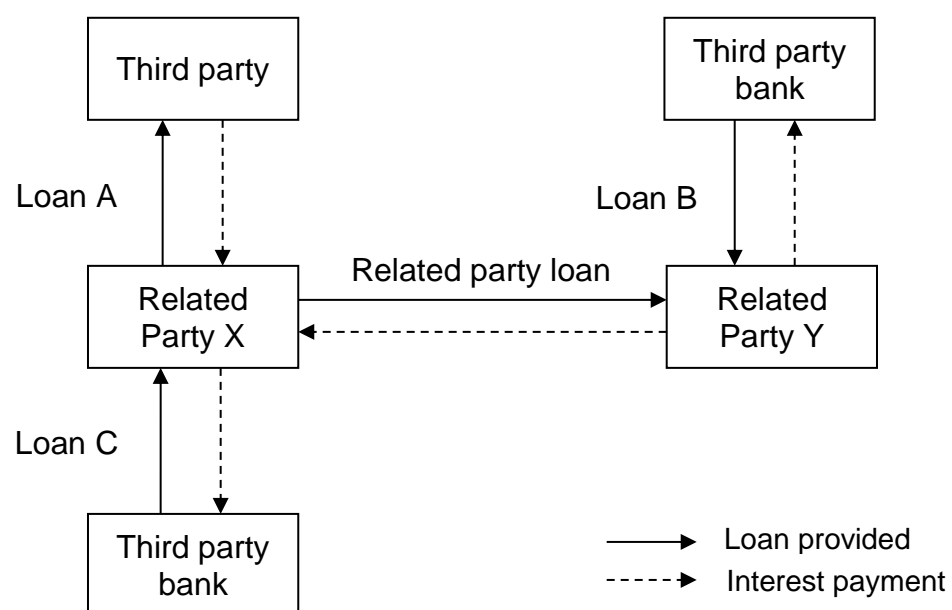 Third party
Third party
bank
Loan A
Loan B
Related party loan
Related
Party X
Related
Party Y
Loan C
Third party
bank
Loan provided
Interest payment